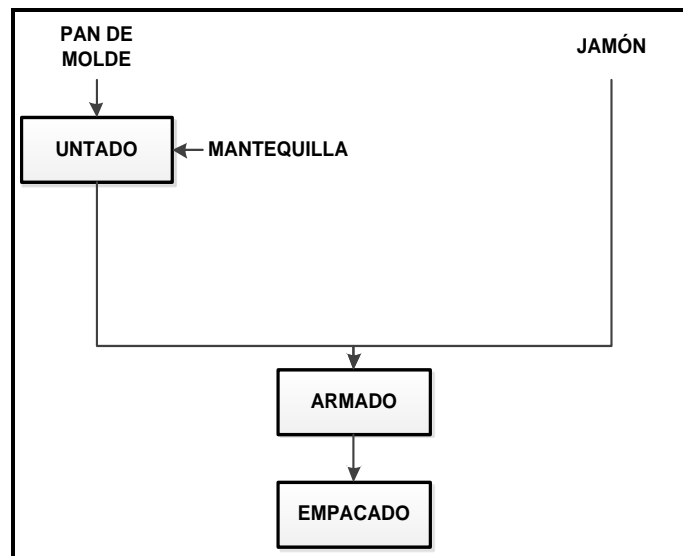 PAN DE
MOLDE
JAMÓN
UNTADO
MANTEQUILLA
ARMADO
EMPACADO